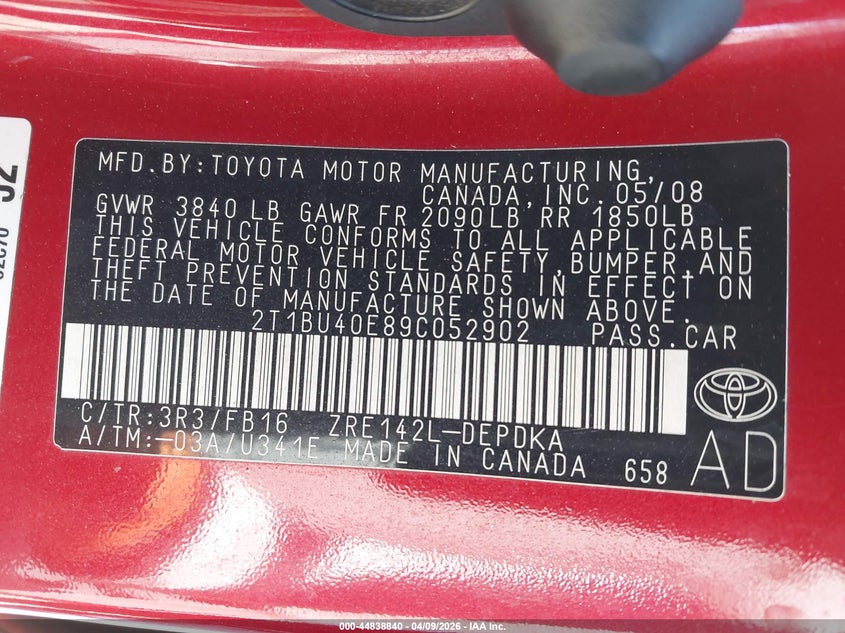 MFD.BY:TOYOTA MOTOR MANUFACTURING,
CANADA,INC. 05/08
GVWR 3840 LB GAWR FR 2090LB RR 1850LB
THIS VEHICLE CONFORMS TO ALL APPLICABLE
FEDERAL MOTOR VEHICLE SAFETY,BUMPER,AND
THEFT PREVENTION STANDARDS IN EFFECT ON
THE DATE OF MANUFACTURE SHOWN ABOVE.
2T1BU40E89C052902 PASS.CAR
C/TR:3R3/FB16 ZRE142L-DEPDKA
A/TM:-03A/U341E MADE IN CANADA 658
AD
000-44838840 - 04/09/2026 - IAA Inc.